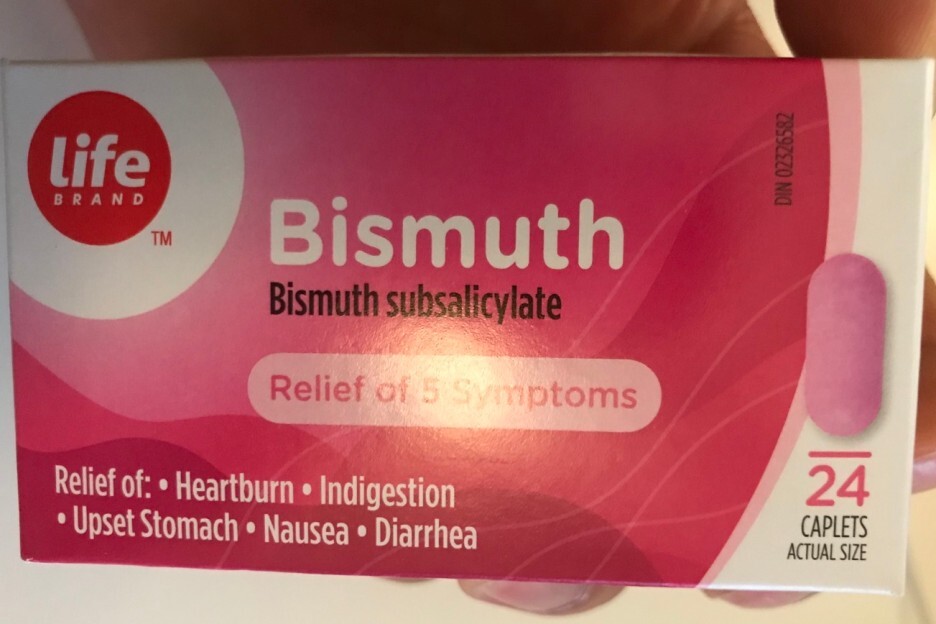 life
BRAND
TM
DIN 02326582
Bismuth
Bismuth subsalicylate
Relief of 5 Symptoms
Relief of: • Heartburn • Indigestion
• Upset Stomach • Nausea • Diarrhea
24
CAPLETS
ACTUAL SIZE